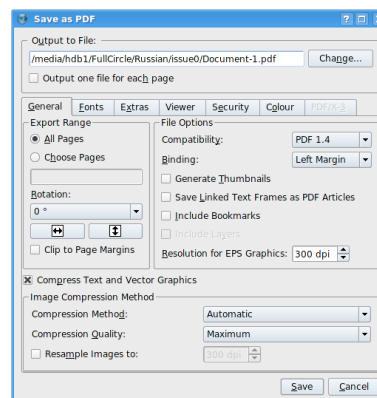 Save as PDF
Output to File:
/media/hdb1/FullCircle/Russian/issue0/Document-1.pdf
Change...
Output one file for each page
General Fonts Extras Viewer Security Colour PDF/X-3
Export Range
All Pages
Choose Pages
Rotation:
0 °
Clip to Page Margins
File Options
Compatibility: PDF 1.4
Binding: Left Margin
Generate Thumbnails
Save Linked Text Frames as PDF Articles
Include Bookmarks
Include Layers
Resolution for EPS Graphics: 300 dpi
Compress Text and Vector Graphics
Image Compression Method
Compression Method: Automatic
Compression Quality: Maximum
Resample Images to: 300 dpi
Save Cancel